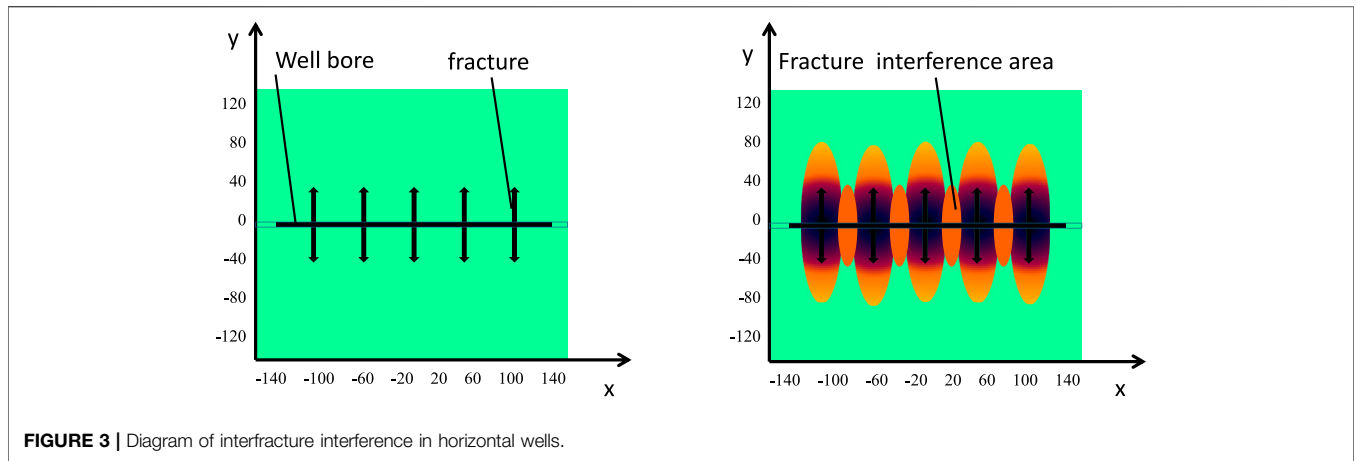 y
Well bore fracture
120
80
40
0
-40
-80
-120
-140 -100 -60 -20 20 60 100 140
x
y
Fracture interference area
120
80
40
0
-40
-80
-120
-140 -100 -60 -20 20 60 100 140
x
FIGURE 3 | Diagram of interfracture interference in horizontal wells.